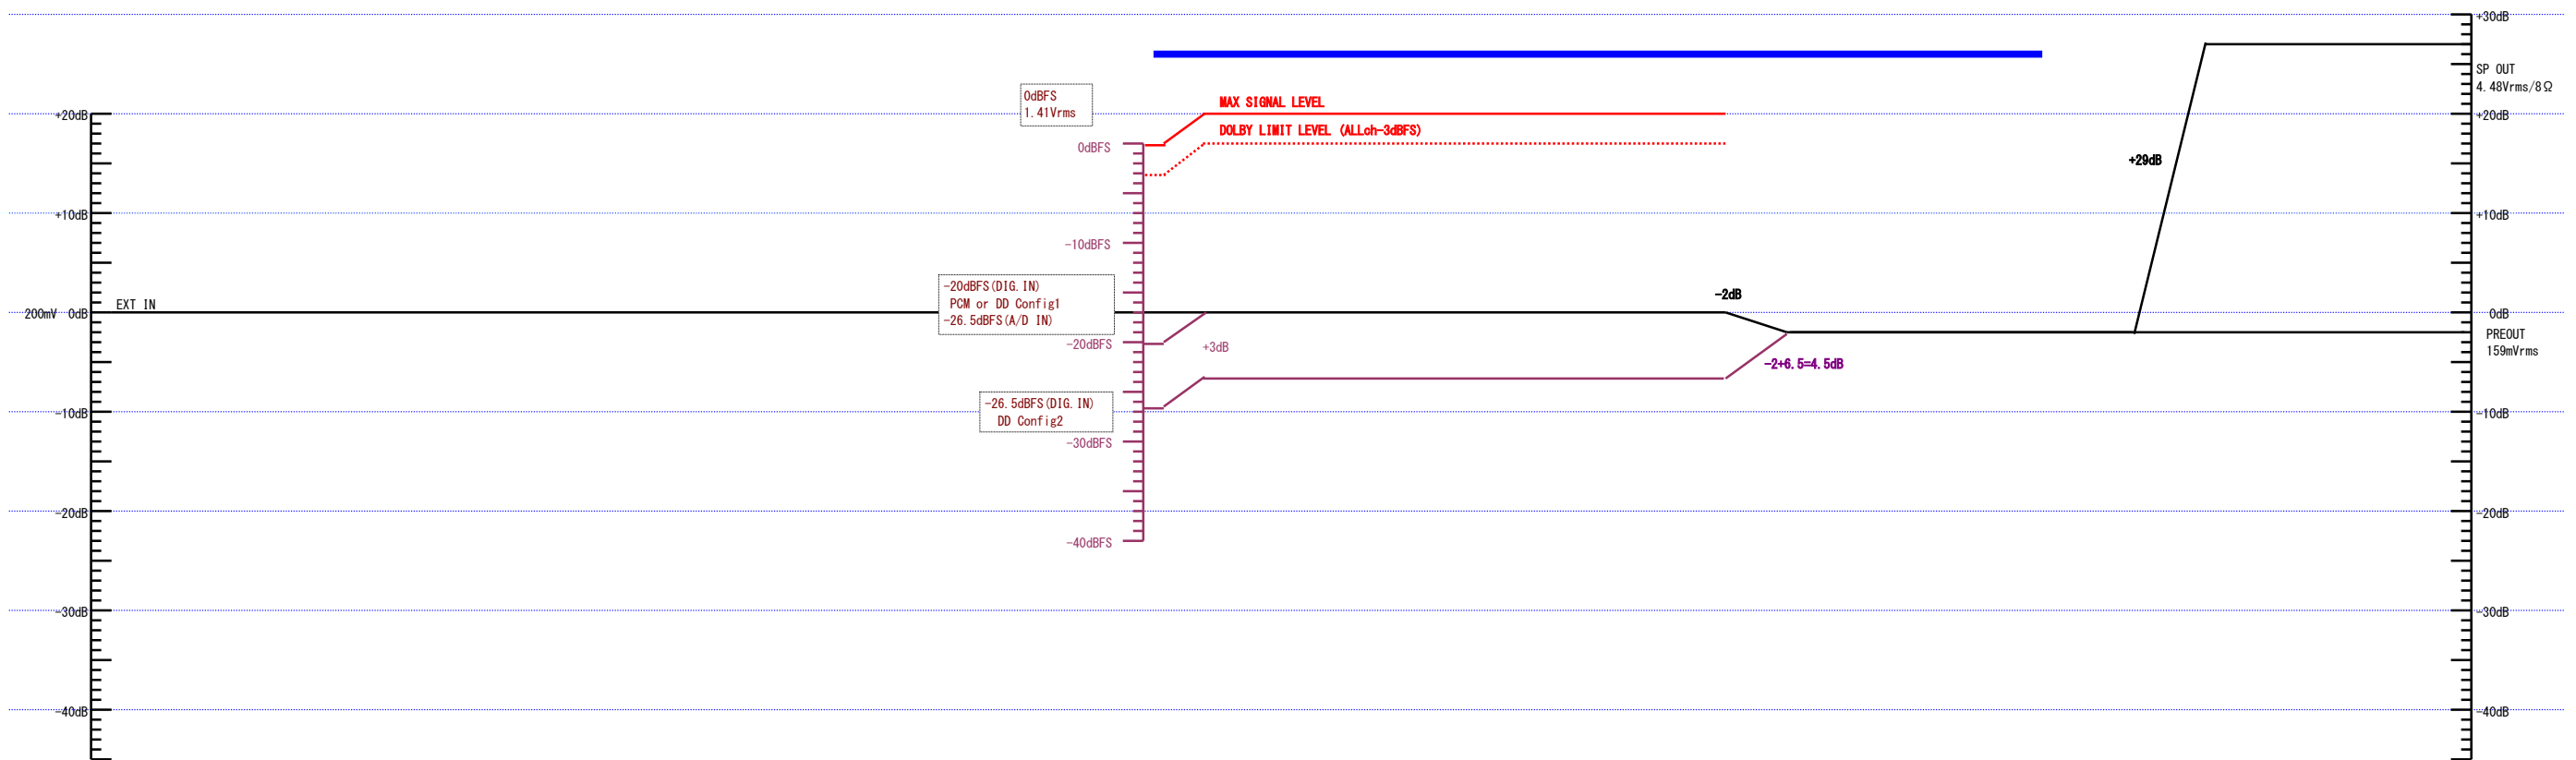 +30dB
SP OUT
4.48Vrms/8Ω
0dBFS
1.41Vrms
MAX SIGNAL LEVEL
+20dB
+20dB
DOLBY LIMIT LEVEL (ALLch-3dBFS)
0dBFS
+29dB
+10dB
+10dB
-10dBFS
-20dBFS(DIG.IN)
PCM or DD Config1
-26.5dBFS(A/D IN)
-2dB
EXT IN
200mV 0dB
0dB
PREOUT
159mVrms
-20dBFS
+3dB
-2+6.5=4.5dB
-26.5dBFS(DIG.IN)
DD Config2
-10dB
-10dB
-30dBFS
-20dB
-20dB
-40dBFS
-30dB
-30dB
-40dB
-40dB